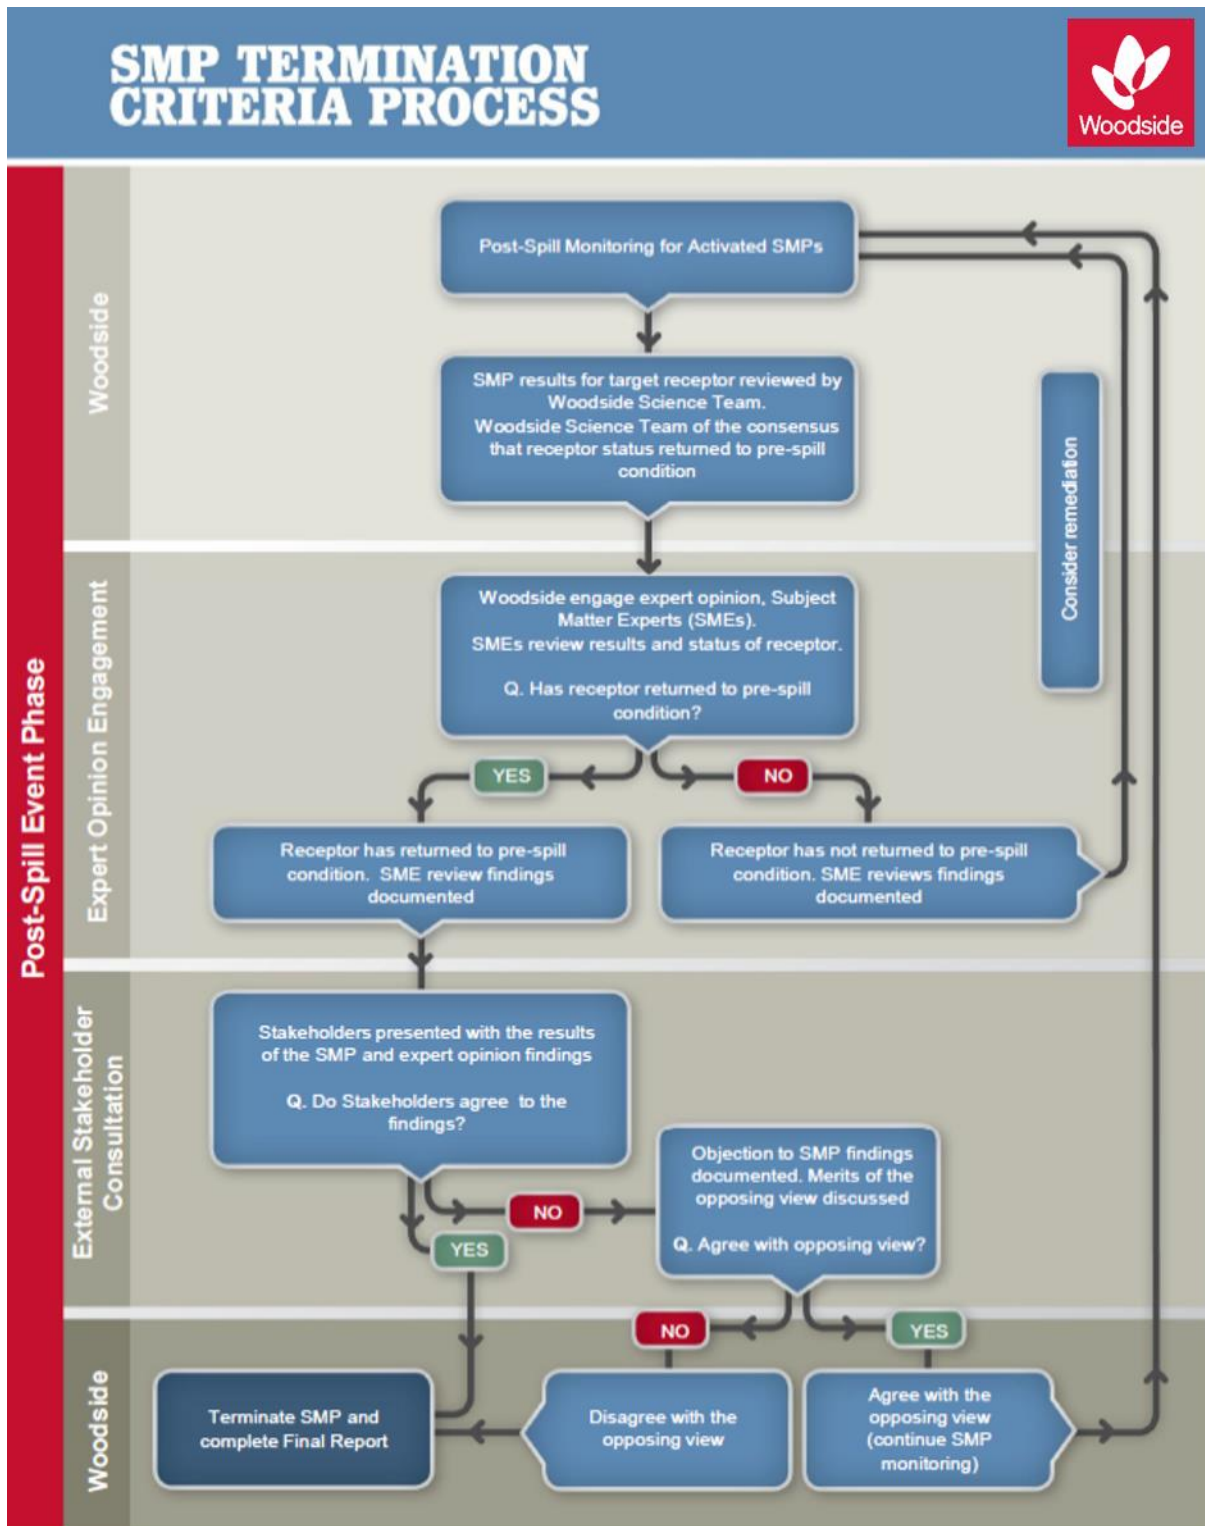 SMP TERMINATION
CRITERIA PROCESS
Woodside
Post-Spill Event Phase
Woodside
Post-Spill Monitoring for Activated SMPs
SMP results for target receptor reviewed by
Woodside Science Team.
Woodside Science Team of the consensus
that receptor status returned to pre-spill
condition
Consider remediation
Expert Opinion Engagement
Woodside engage expert opinion, Subject
Matter Experts (SMEs).
SMEs review results and status of receptor.
Q. Has receptor returned to pre-spill
condition?
YES
NO
Receptor has returned to pre-spill
condition. SME review findings
documented
Receptor has not returned to pre-spill
condition. SME reviews findings
documented
External Stakeholder
Consultation
Stakeholders presented with the results
of the SMP and expert opinion findings
Q. Do Stakeholders agree to the
findings?
NO
YES
Objection to SMP findings
documented. Merits of the
opposing view discussed
Q. Agree with opposing view?
NO
YES
Woodside
Terminate SMP and
complete Final Report
Disagree with the
opposing view
Agree with the
opposing view
(continue SMP
monitoring)